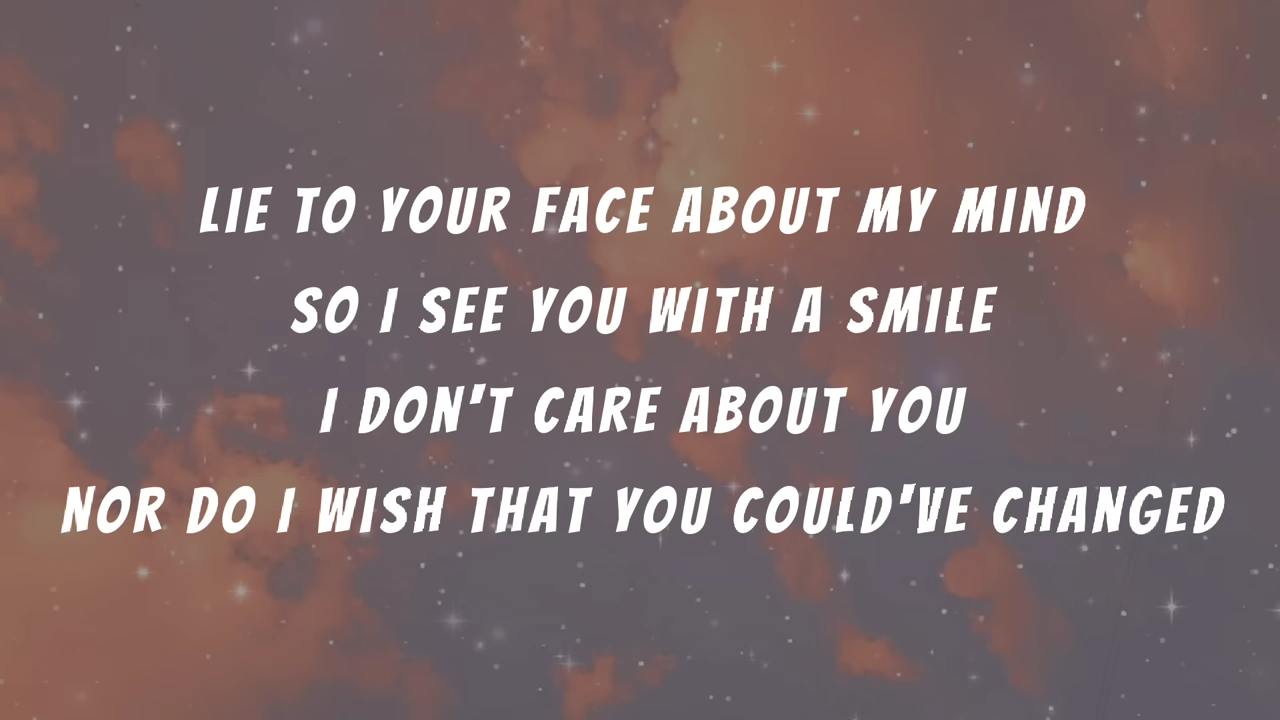 LIE TO YOUR FACE ABOUT MY MIND
SO I SEE YOU WITH A SMILE
I DON'T CARE ABOUT YOU
NOR DO I WISH THAT YOU COULD'VE CHANGED